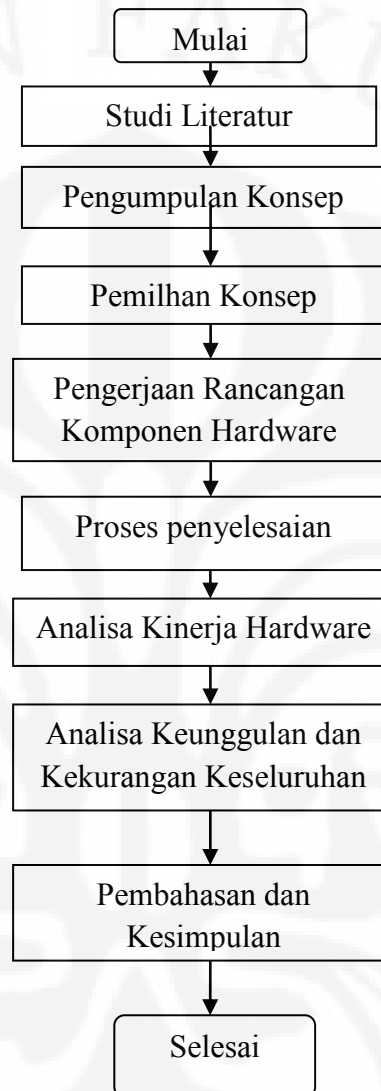 Mulai
Studi Literatur
Pengumpulan Konsep
Pemilhan Konsep
Pengerjaan Rancangan
Komponen Hardware
Proses penyelesaian
Analisa Kinerja Hardware
Analisa Keunggulan dan
Kekurangan Keseluruhan
Pembahasan dan
Kesimpulan
Selesai